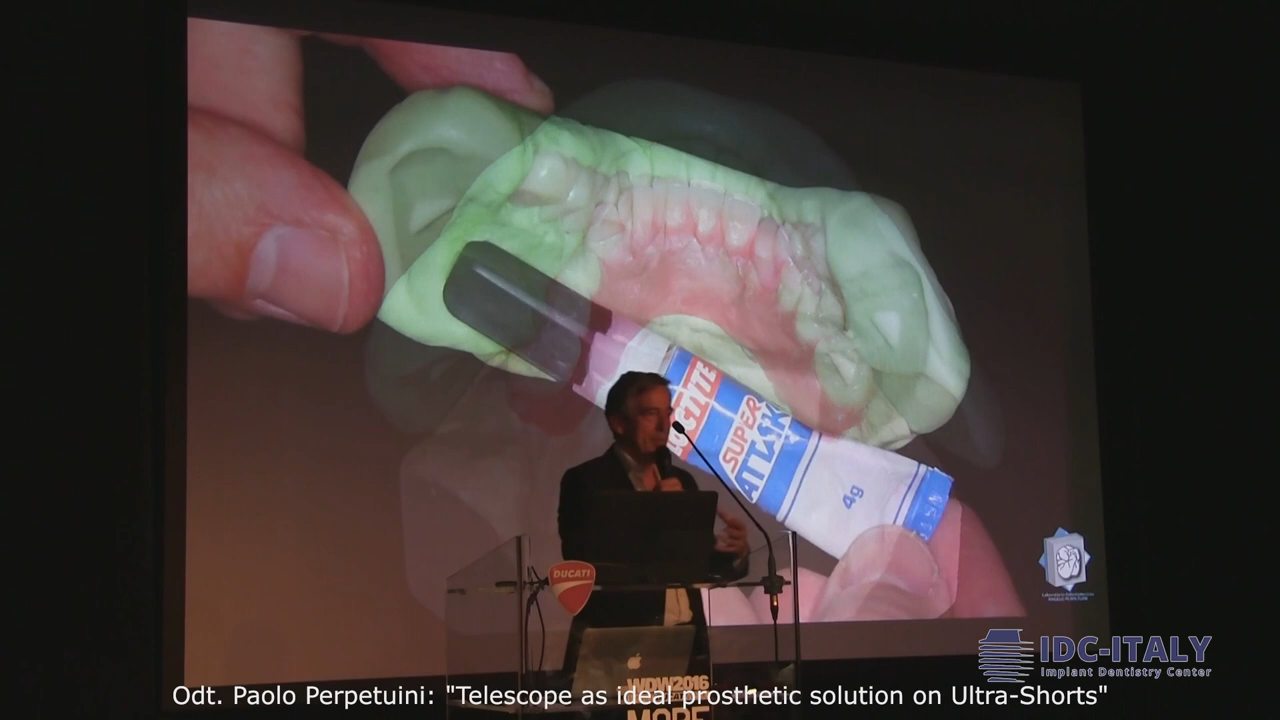 LOCTITE
SUPER
ATTAK
4g
DUCATI
IDC-ITALY
Implant Dentistry Center
WDW2016
MORE
Odt. Paolo Perpetuini: "Telescope as ideal prosthetic solution on Ultra-Shorts"